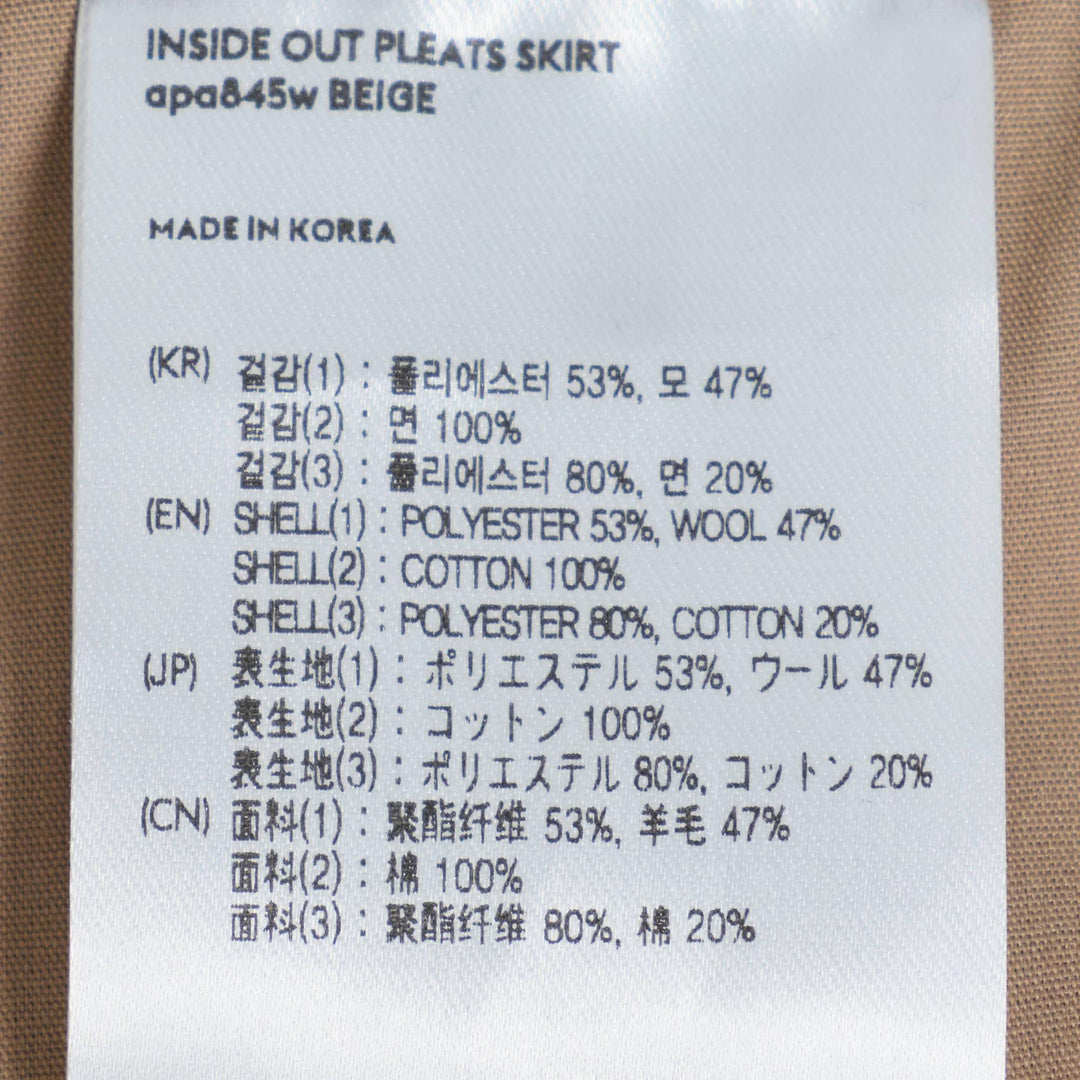 INSIDE OUT PLEATS SKIRT
apa845w BEIGE
MADE IN KOREA
(KR) 겉감(1) : 폴리에스터 53%, 모 47%
겉감(2) : 면 100%
겉감(3) : 폴리에스터 80%, 면 20%
(EN) SHELL(1) : POLYESTER 53%, WOOL 47%
SHELL(2) : COTTON 100%
SHELL(3) : POLYESTER 80%, COTTON 20%
(JP) 表生地(1) : ポリエステル 53%, ウール 47%
表生地(2) : コットン 100%
表生地(3) : ポリエステル 80%, コットン 20%
(CN) 面料(1) : 聚酯纤维 53%, 羊毛 47%
面料(2) : 棉 100%
面料(3) : 聚酯纤维 80%, 棉 20%